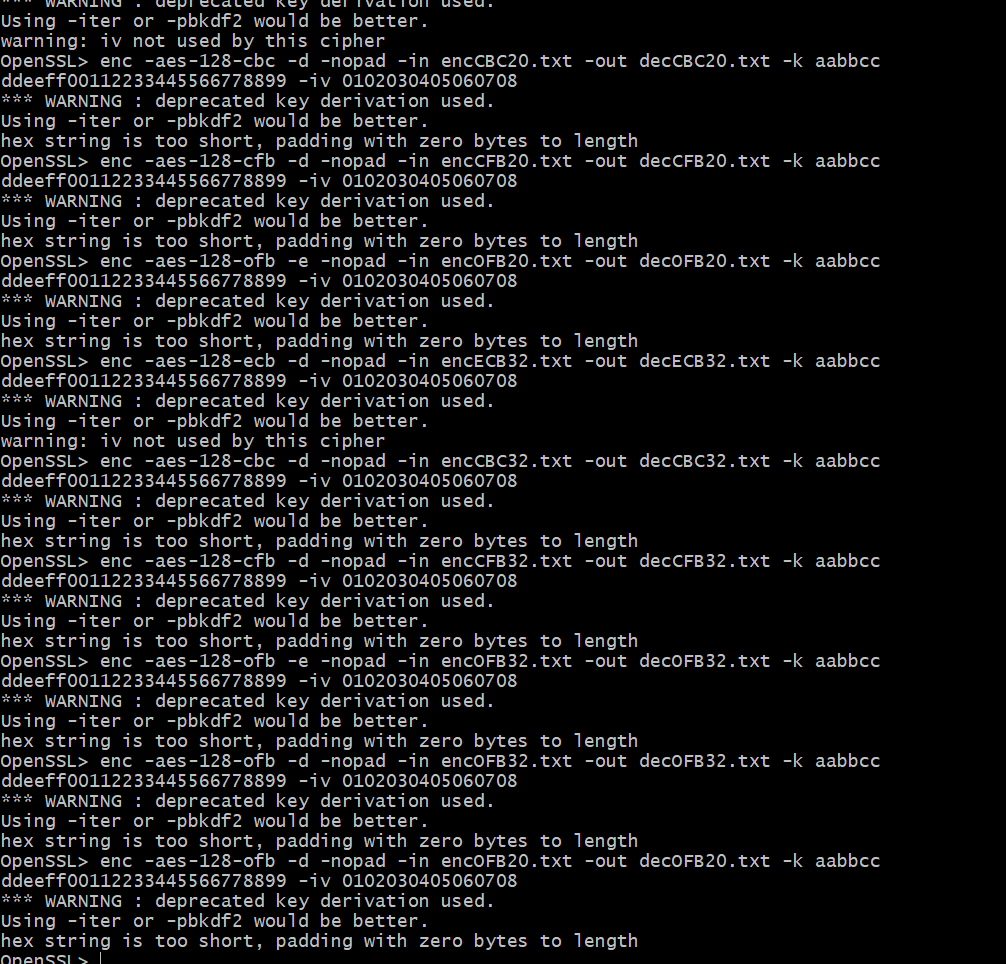 *** WARNING : deprecated key derivation used.
Using -iter or -pbkdf2 would be better.
warning: iv not used by this cipher
OpenSSL> enc -aes-128-cbc -d -nopad -in encCBC20.txt -out decCBC20.txt -k aabbcc
ddeeff00112233445566778899 -iv 0102030405060708
*** WARNING : deprecated key derivation used.
Using -iter or -pbkdf2 would be better.
hex string is too short, padding with zero bytes to length
OpenSSL> enc -aes-128-cfb -d -nopad -in encCFB20.txt -out decCFB20.txt -k aabbcc
ddeeff00112233445566778899 -iv 0102030405060708
*** WARNING : deprecated key derivation used.
Using -iter or -pbkdf2 would be better.
hex string is too short, padding with zero bytes to length
OpenSSL> enc -aes-128-ofb -e -nopad -in encOFB20.txt -out decOFB20.txt -k aabbcc
ddeeff00112233445566778899 -iv 0102030405060708
*** WARNING : deprecated key derivation used.
Using -iter or -pbkdf2 would be better.
hex string is too short, padding with zero bytes to length
OpenSSL> enc -aes-128-ecb -d -nopad -in encECB32.txt -out decECB32.txt -k aabbcc
ddeeff00112233445566778899 -iv 0102030405060708
*** WARNING : deprecated key derivation used.
Using -iter or -pbkdf2 would be better.
warning: iv not used by this cipher
OpenSSL> enc -aes-128-cbc -d -nopad -in encCBC32.txt -out decCBC32.txt -k aabbcc
ddeeff00112233445566778899 -iv 0102030405060708
*** WARNING : deprecated key derivation used.
Using -iter or -pbkdf2 would be better.
hex string is too short, padding with zero bytes to length
OpenSSL> enc -aes-128-cfb -d -nopad -in encCFB32.txt -out decCFB32.txt -k aabbcc
ddeeff00112233445566778899 -iv 0102030405060708
*** WARNING : deprecated key derivation used.
Using -iter or -pbkdf2 would be better.
hex string is too short, padding with zero bytes to length
OpenSSL> enc -aes-128-ofb -e -nopad -in encOFB32.txt -out decOFB32.txt -k aabbcc
ddeeff00112233445566778899 -iv 0102030405060708
*** WARNING : deprecated key derivation used.
Using -iter or -pbkdf2 would be better.
hex string is too short, padding with zero bytes to length
OpenSSL> enc -aes-128-ofb -d -nopad -in encOFB32.txt -out decOFB32.txt -k aabbcc
ddeeff00112233445566778899 -iv 0102030405060708
*** WARNING : deprecated key derivation used.
Using -iter or -pbkdf2 would be better.
hex string is too short, padding with zero bytes to length
OpenSSL> enc -aes-128-ofb -d -nopad -in encOFB20.txt -out decOFB20.txt -k aabbcc
ddeeff00112233445566778899 -iv 0102030405060708
*** WARNING : deprecated key derivation used.
Using -iter or -pbkdf2 would be better.
hex string is too short, padding with zero bytes to length
OpenSSL>